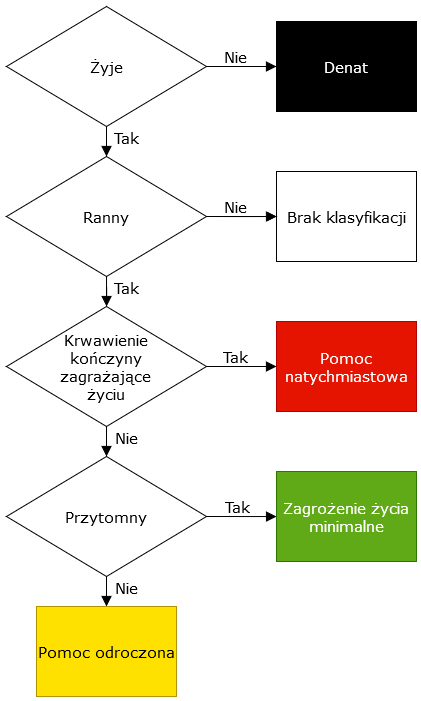 Żyje
Nie
Denat
Tak
Ranny
Nie
Brak klasyfikacji
Tak
Krwawienie
kończyny
zagrażające
życiu
Tak
Pomoc
natychmiastowa
Nie
Przytomny
Tak
Zagrożenie życia
minimalne
Nie
Pomoc odroczona